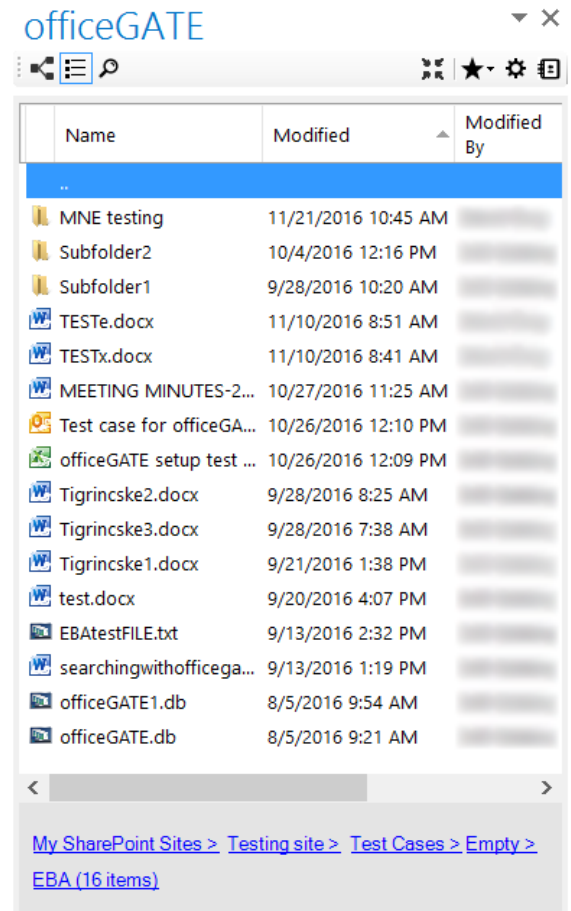 officeGATE
Name Modified Modified
By
..
MNE testing 11/21/2016 10:45 AM
Subfolder2 10/4/2016 12:16 PM
Subfolder1 9/28/2016 10:20 AM
TESTe.docx 11/10/2016 8:51 AM
TESTx.docx 11/10/2016 8:41 AM
MEETING MINUTES-2... 10/27/2016 11:25 AM
Test case for officeGA... 10/26/2016 12:10 PM
officeGATE setup test ... 10/26/2016 12:09 PM
Tigrincske2.docx 9/28/2016 8:25 AM
Tigrincske3.docx 9/28/2016 7:38 AM
Tigrincske1.docx 9/21/2016 1:38 PM
test.docx 9/20/2016 4:07 PM
EBAtestFILE.txt 9/13/2016 2:32 PM
searchingwithofficega... 9/13/2016 1:19 PM
officeGATE1.db 8/5/2016 9:54 AM
officeGATE.db 8/5/2016 9:21 AM
My SharePoint Sites > Testing site > Test Cases > Empty >
EBA (16 items)